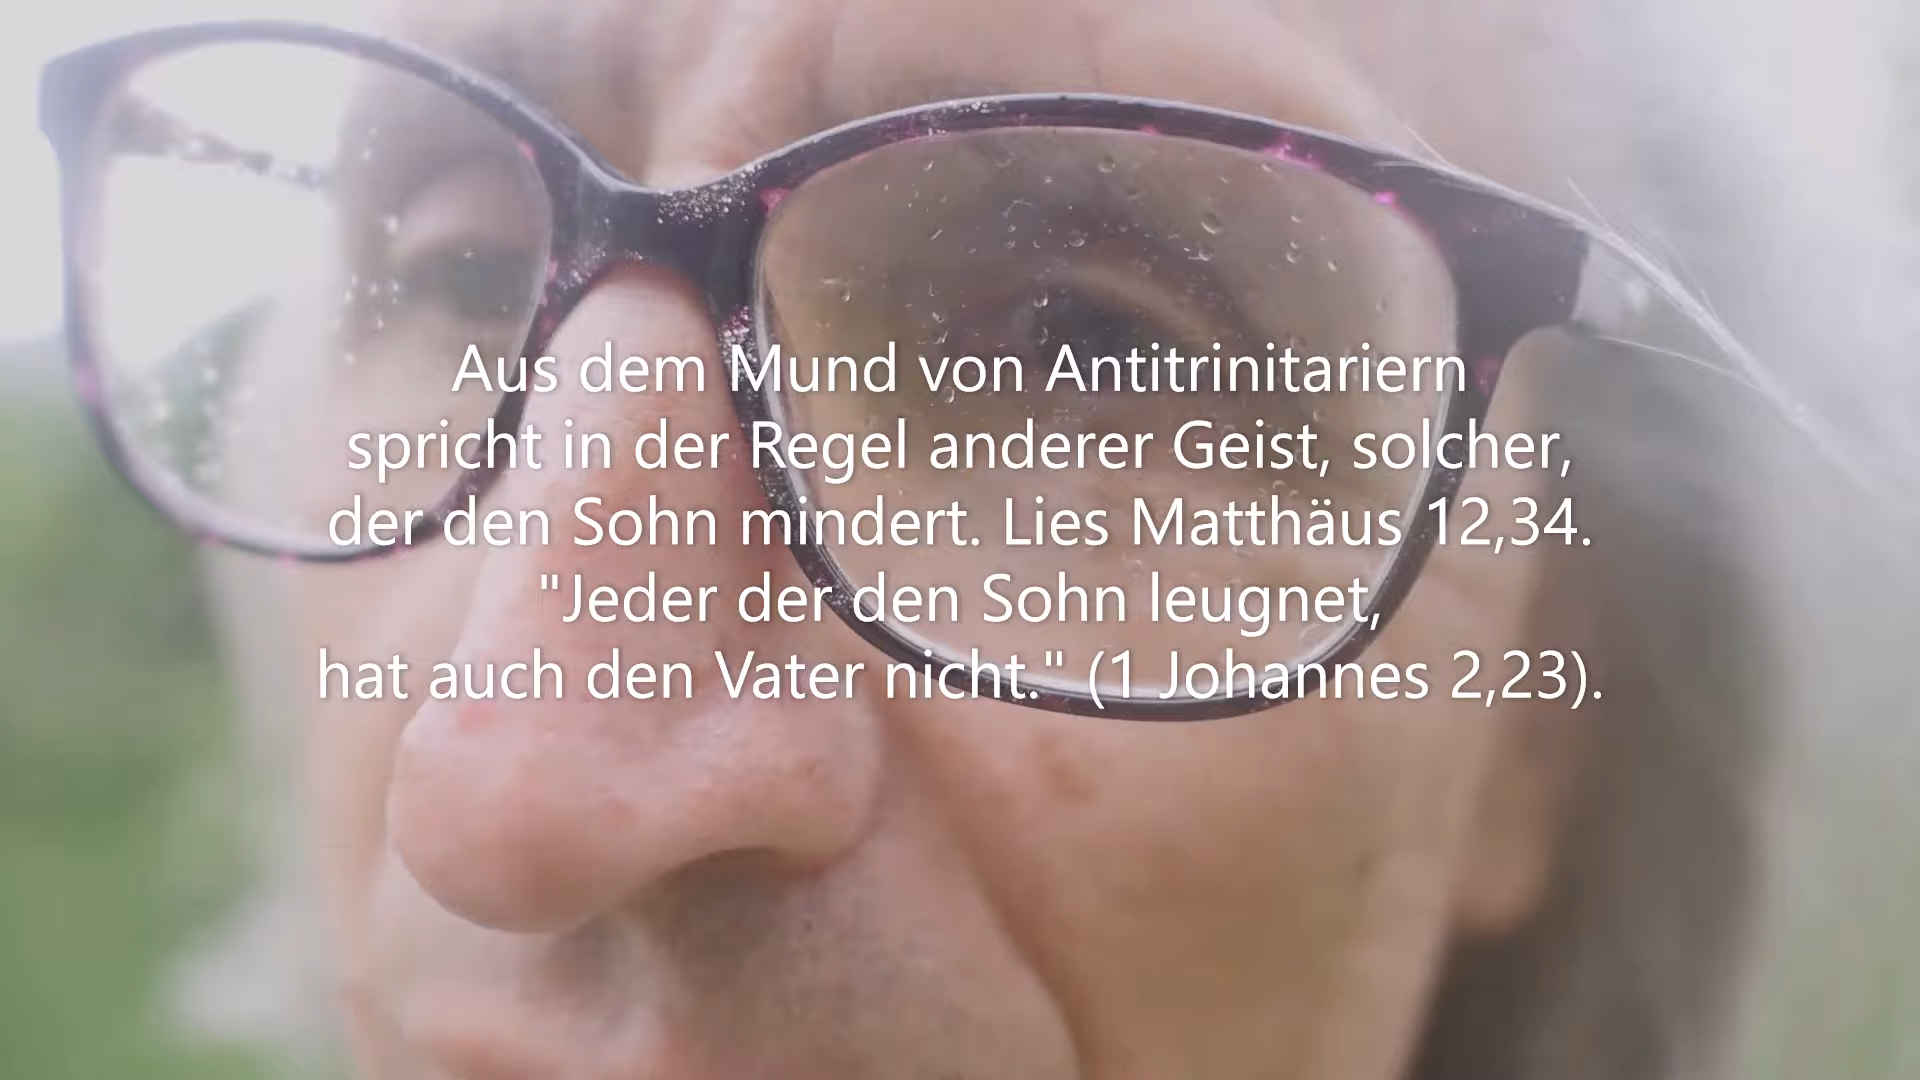 Aus dem Mund von Antitrinitariern
spricht in der Regel anderer Geist, solcher,
der den Sohn mindert. Lies Matthäus 12,34.
"Jeder der den Sohn leugnet,
hat auch den Vater nicht." (1 Johannes 2,23).